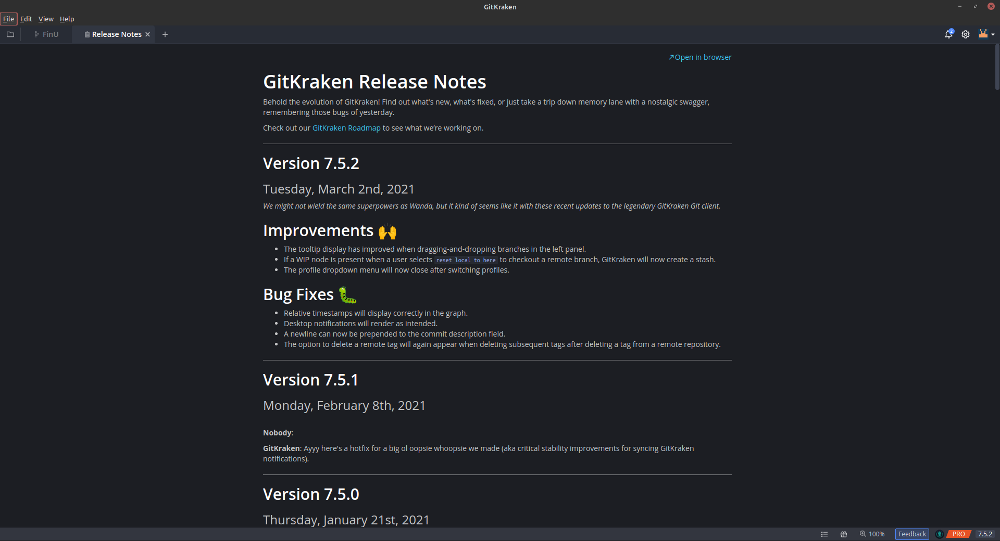 GitKraken
File Edit View Help
FinU Release Notes
2
Open in browser
GitKraken Release Notes
Behold the evolution of GitKraken! Find out what's new, what's fixed, or just take a trip down memory lane with a nostalgic swagger,
remembering those bugs of yesterday.
Check out our GitKraken Roadmap to see what we’re working on.
Version 7.5.2
Tuesday, March 2nd, 2021
We might not wield the same superpowers as Wanda, but it kind of seems like it with these recent updates to the legendary GitKraken Git client.
Improvements 🙌
• The tooltip display has improved when dragging-and-dropping branches in the left panel.
• If a WIP node is present when a user selects reset local to here to checkout a remote branch, GitKraken will now create a stash.
• The profile dropdown menu will now close after switching profiles.
Bug Fixes 🐛
• Relative timestamps will display correctly in the graph.
• Desktop notifications will render as intended.
• A newline can now be prepended to the commit description field.
• The option to delete a remote tag will again appear when deleting subsequent tags after deleting a tag from a remote repository.
Version 7.5.1
Monday, February 8th, 2021
Nobody:
GitKraken: Ayyy here's a hotfix for a big ol oopsie whoopsie we made (aka critical stability improvements for syncing GitKraken
notifications).
Version 7.5.0
Thursday, January 21st, 2021
100% Feedback PRO 7.5.2